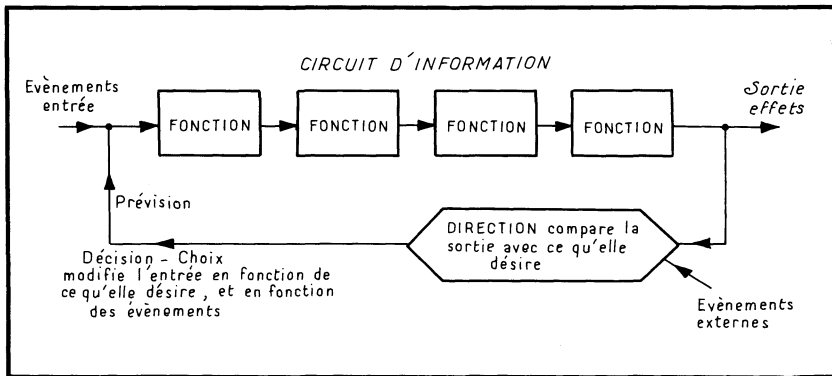 CIRCUIT D'INFORMATION
Evènements
entrée
FONCTION
FONCTION
FONCTION
FONCTION
Sortie
effets
Prévision
DIRECTION compare la
sortie avec ce qu'elle
désire
Décision - Choix
modifie l'entrée en fonction de
ce qu'elle désire, et en fonction
des évènements
Evènements
externes